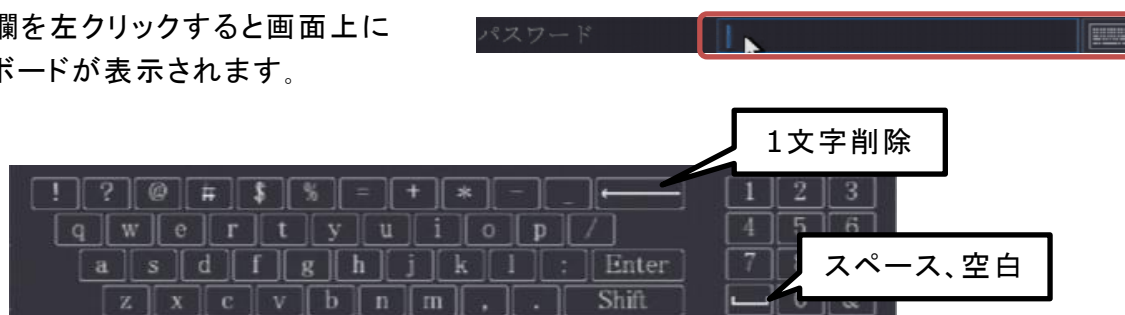 欄を左クリックすると画面上に
ボードが表示されます。
パスワード
1文字削除
! ? @ # $ % = + * - _ 1 2 3
q w e r t y u i o p / 4 5 6
a s d f g h j k l : Enter 7
スペース、空白
z x c v b n m , . Shift 0 &